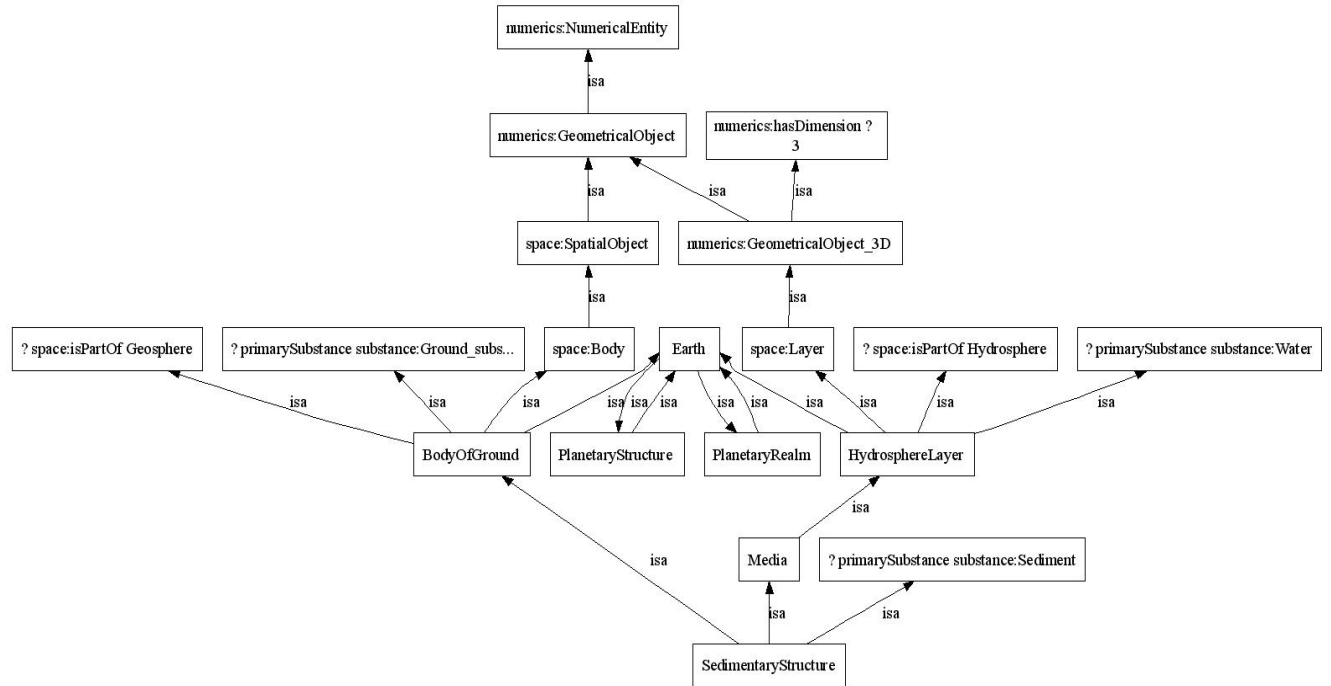 numerics:NumericalEntity
isa
numerics:GeometricalObject
numerics:hasDimension ?
3
isa
isa
isa
space:SpatialObject
numerics:GeometricalObject_3D
isa
isa
? space:isPartOf Geosphere
? primarySubstance substance:Ground_subs...
space:Body
Earth
space:Layer
? space:isPartOf Hydrosphere
? primarySubstance substance:Water
isa
isa
isa
isa
isa
isa
isa
isa
isa
isa
isa
isa
BodyOfGround
PlanetaryStructure
PlanetaryRealm
HydrosphereLayer
isa
isa
Media
? primarySubstance substance:Sediment
isa
isa
SedimentaryStructure